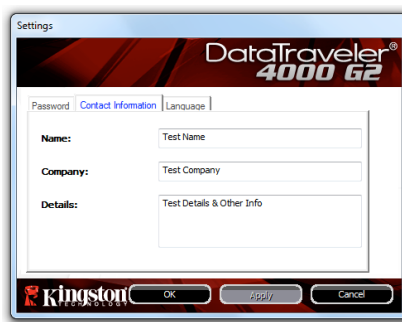 Settings
DataTraveler®
4000 G2
Password Contact Information Language
Name: Test Name
Company: Test Company
Details: Test Details & Other Info
Kingston
TECHNOLOGY
OK Apply Cancel